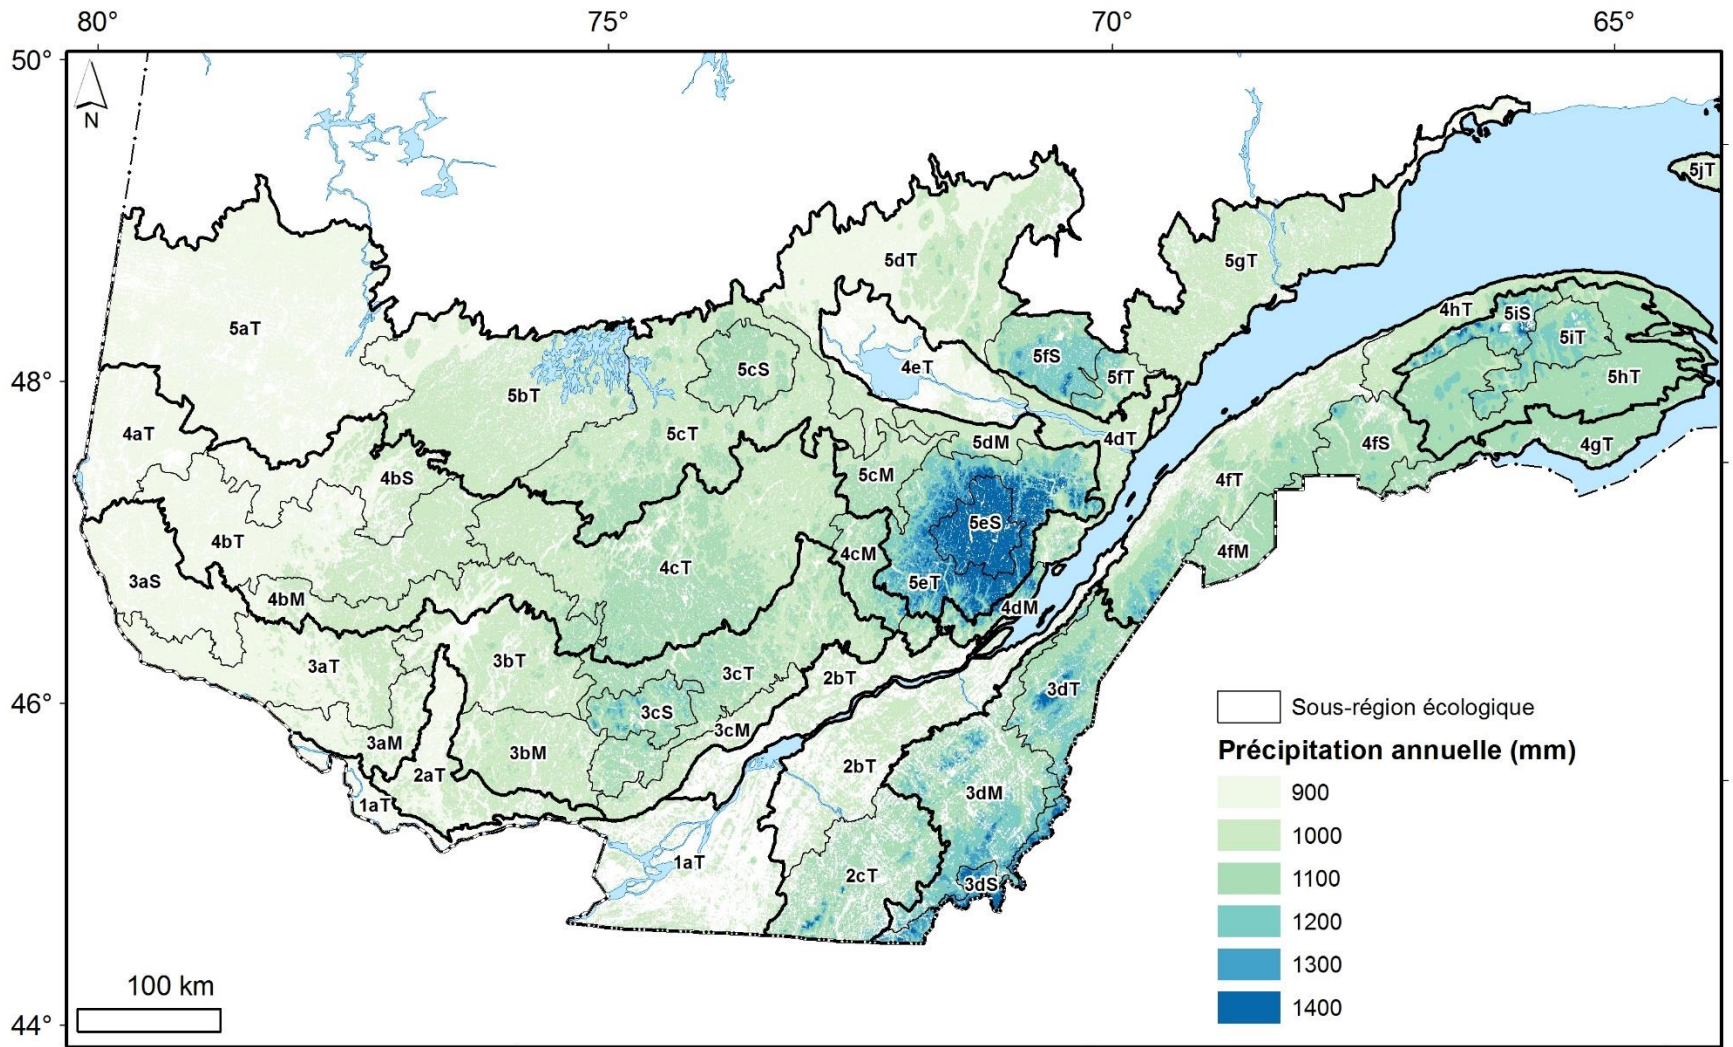 80°
75°
70°
65°
50°
N
5jT
5dT
5gT
4hT
5iS
5aT
5iT
5fS
5cS
4eT
5fT
5hT
48°
5bT
4aT
5cT
5dM
4dT
4fS
4gT
4bS
5cM
4fT
5eS
4bT
4cM
4fM
4cT
3aS
5eT
4bM
4dM
3bT
3aT
3cT
2bT
3dT
46°
3cS
3cM
3aM
3bM
2aT
2bT
3dM
1aT
1aT
2cT
3dS
Sous-région écologique
Précipitation annuelle (mm)
900
1000
1100
1200
1300
1400
100 km
44°